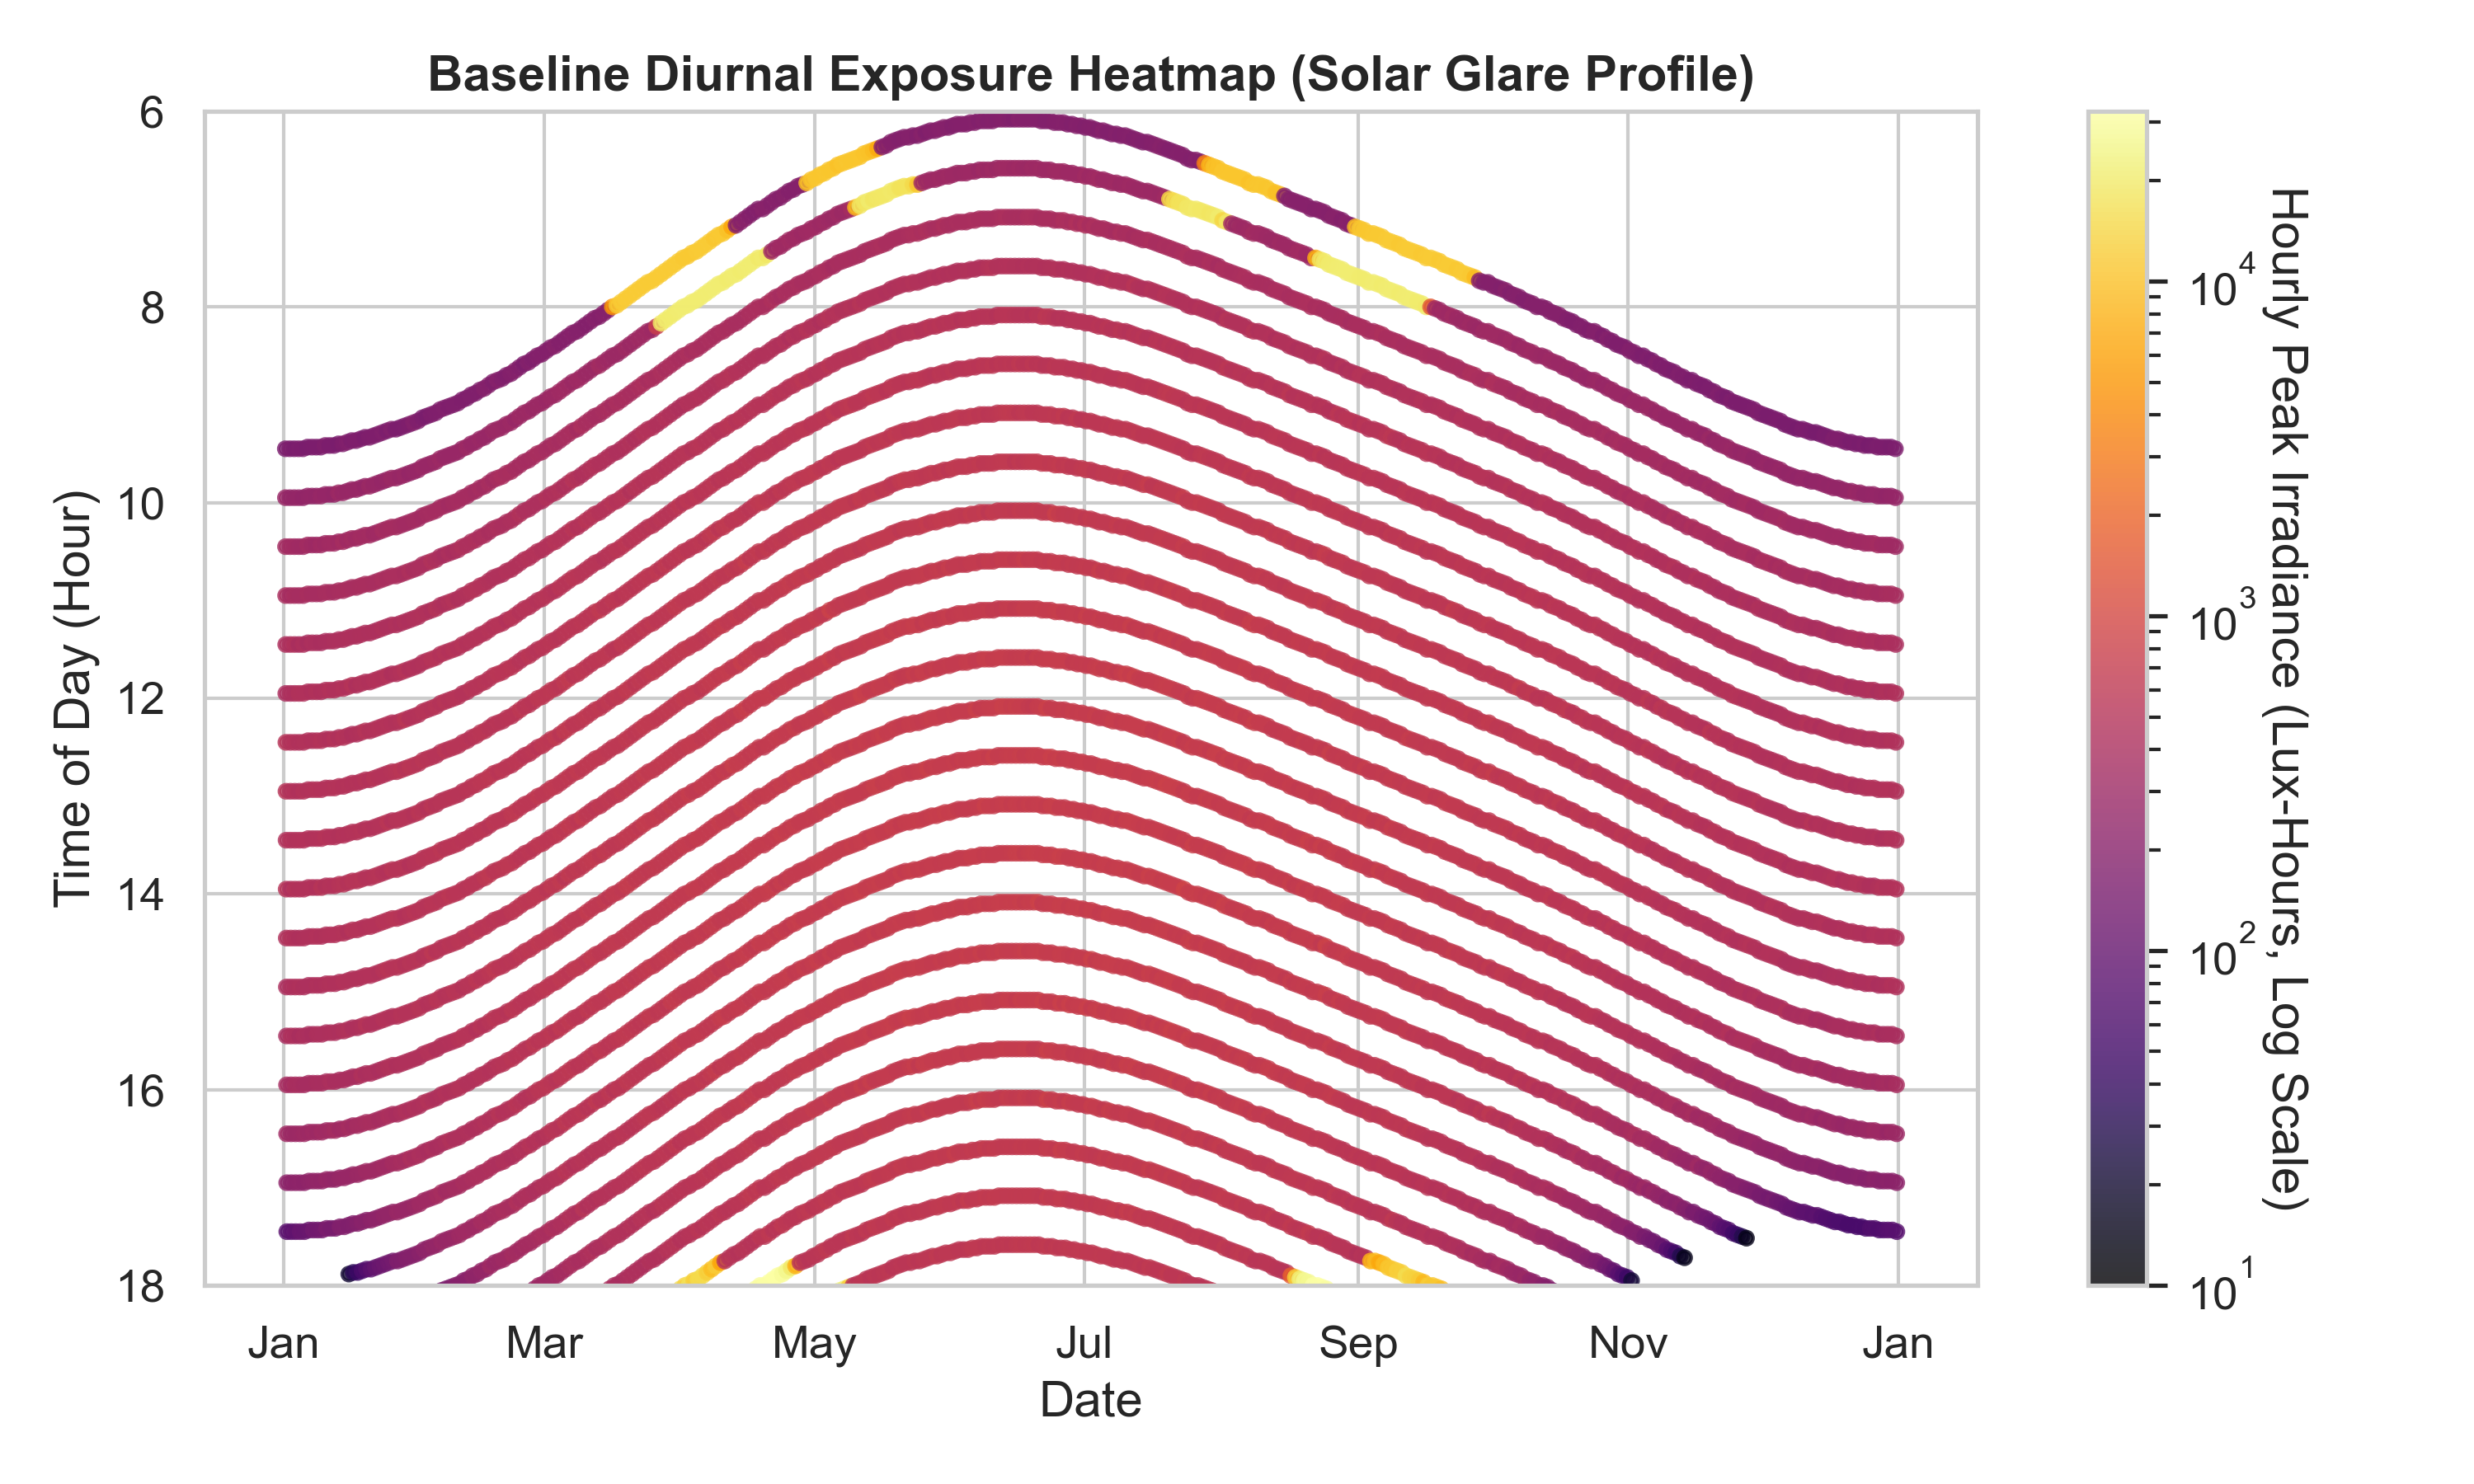 Baseline Diurnal Exposure Heatmap (Solar Glare Profile)
Time of Day (Hour)
6
8
10
12
14
16
18
Jan
Mar
May
Jul
Sep
Nov
Jan
Date
10^4
10^3
10^2
10^1
Hourly Peak Irradiance (Lux-Hours, Log Scale)